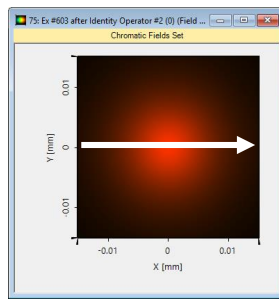 75: Ex #603 after Identity Operator #2 (0) (Field ...
Chromatic Fields Set
0.01
0
-0.01
Y [mm]
-0.01 0 0.01
X [mm]